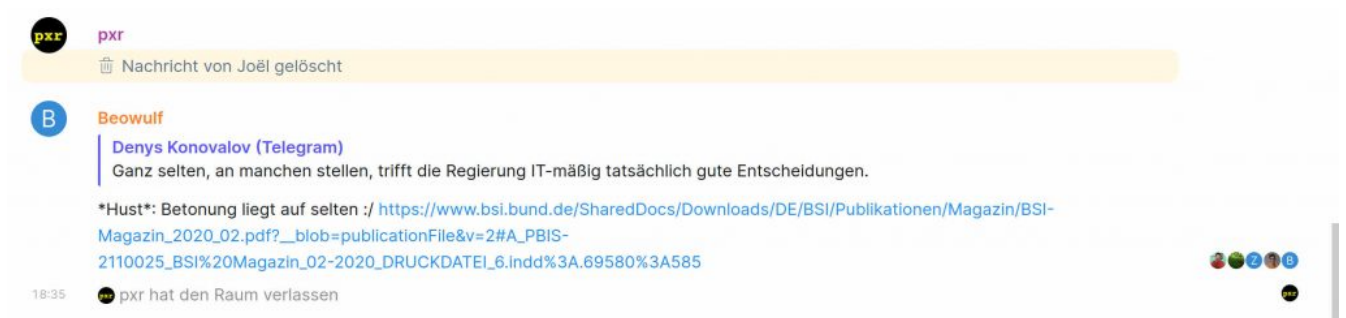 pxr
pxr
Nachricht von Joël gelöscht
B
Beowulf
Denys Konovalov (Telegram)
Ganz selten, an manchen stellen, trifft die Regierung IT-mäßig tatsächlich gute Entscheidungen.
*Hust*: Betonung liegt auf selten :/ https://www.bsi.bund.de/SharedDocs/Downloads/DE/BSI/Publikationen/Magazin/BSI-
Magazin_2020_02.pdf?__blob=publicationFile&v=2#A_PBIS-
2110025_BSI%20Magazin_02-2020_DRUCKDATEI_6.indd%3A.69580%3A585
Z B
18:35 pxr pxr hat den Raum verlassen pxr